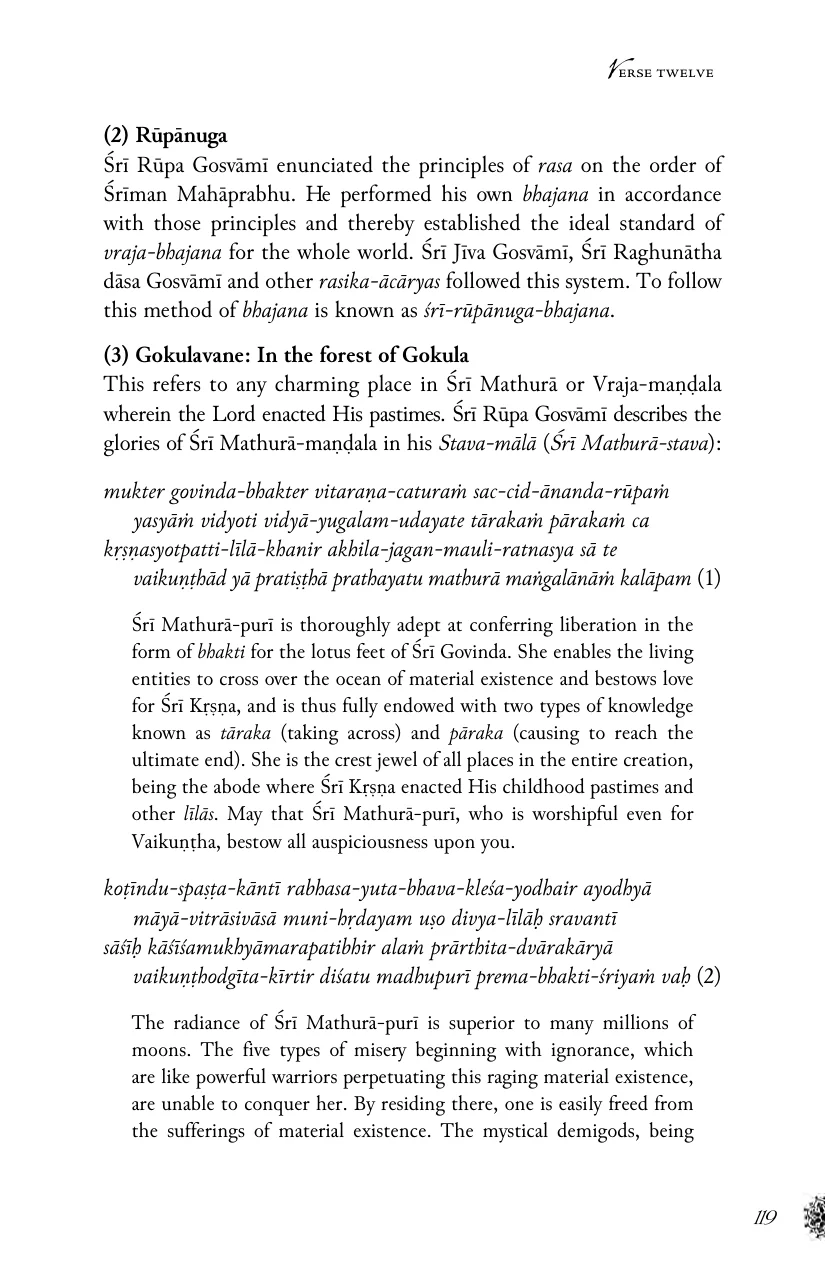 VERSE TWELVE
(2) Rūpānuga
Śrī Rūpa Gosvāmī enunciated the principles of rasa on the order of
Śrīman Mahāprabhu. He performed his own bhajana in accordance
with those principles and thereby established the ideal standard of
vraja-bhajana for the whole world. Śrī Jīva Gosvāmī, Śrī Raghunātha
dāsa Gosvāmī and other rasika-ācāryas followed this system. To follow
this method of bhajana is known as śrī-rūpānuga-bhajana.
(3) Gokulavane: In the forest of Gokula
This refers to any charming place in Śrī Mathurā or Vraja-maṇḍala
wherein the Lord enacted His pastimes. Śrī Rūpa Gosvāmī describes the
glories of Śrī Mathurā-maṇḍala in his Stava-mālā (Śrī Mathurā-stava):
mukter govinda-bhakter vitaraṇa-caturaṁ sac-cid-ānanda-rūpaṁ
yasyāṁ vidyoti vidyā-yugalam-udayate tārakaṁ pārakaṁ ca
kṛṣṇasyotpatti-līlā-khanir akhila-jagan-mauli-ratnasya sā te
vaikuṇṭhād yā pratiṣṭhā prathayatu mathurā maṅgalānāṁ kalāpam (1)
Śrī Mathurā-purī is thoroughly adept at conferring liberation in the
form of bhakti for the lotus feet of Śrī Govinda. She enables the living
entities to cross over the ocean of material existence and bestows love
for Śrī Kṛṣṇa, and is thus fully endowed with two types of knowledge
known as tāraka (taking across) and pāraka (causing to reach the
ultimate end). She is the crest jewel of all places in the entire creation,
being the abode where Śrī Kṛṣṇa enacted His childhood pastimes and
other līlās. May that Śrī Mathurā-purī, who is worshipful even for
Vaikuṇṭha, bestow all auspiciousness upon you.
koṭīndu-spaṣṭa-kāntī rabhasa-yuta-bhava-kleśa-yodhair ayodhyā
māyā-vitrāsivāsā muni-hṛdayam uṣo divya-līlāḥ sravantī
sāśīḥ kāśīśamukhyāmarapatibhir alaṁ prārthita-dvārakāryā
vaikuṇṭhodgīta-kīrtir diśatu madhupurī prema-bhakti-śriyaṁ vaḥ (2)
The radiance of Śrī Mathurā-purī is superior to many millions of
moons. The five types of misery beginning with ignorance, which
are like powerful warriors perpetuating this raging material existence,
are unable to conquer her. By residing there, one is easily freed from
the sufferings of material existence. The mystical demigods, being
119